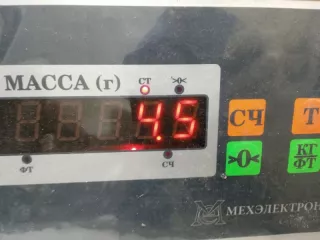 МАССА (г)
СТ >0<
4.5
ФТ СЧ
СЧ Т
>0< КГ
ФТ
МЕХЭЛЕКТРОН